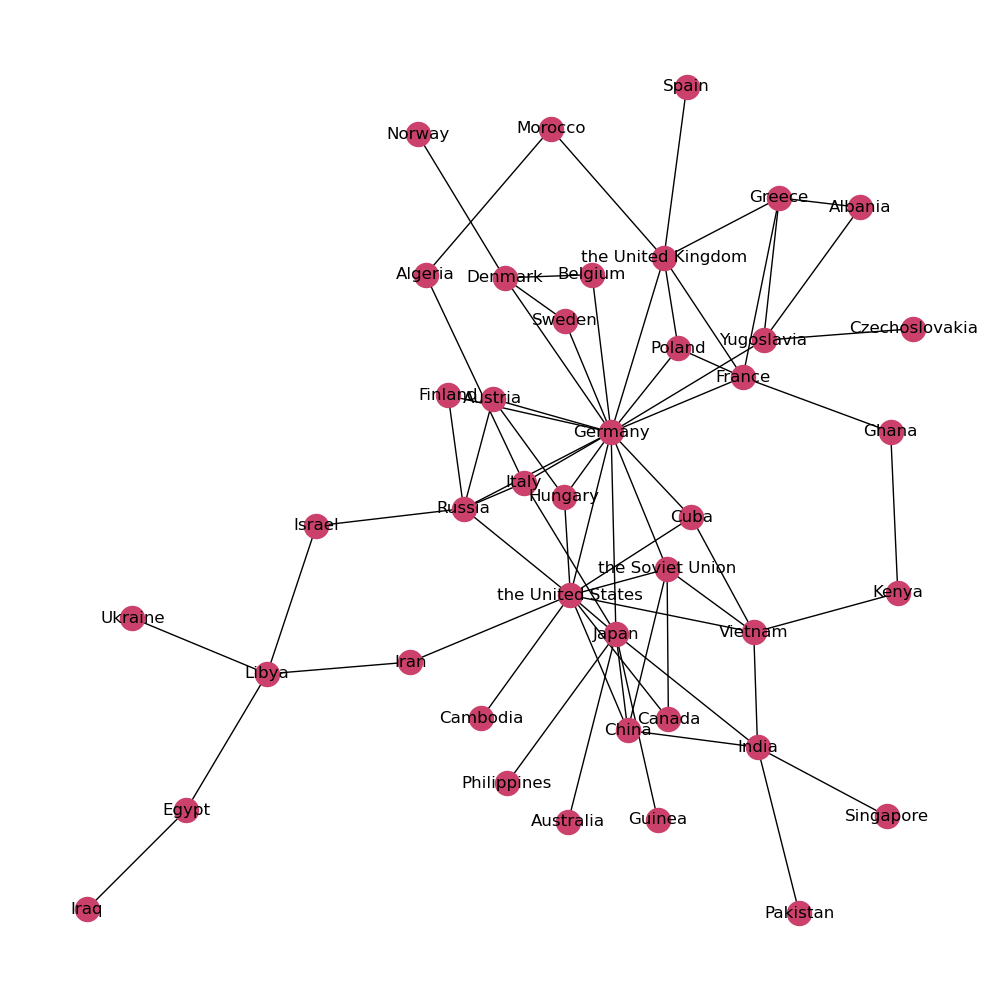 Spain
Morocco
Norway
Greece
Albania
the United Kingdom
Algeria
Denmark
Belgium
Sweden
Czechoslovakia
Yugoslavia
Poland
France
Finland
Austria
Germany
Ghana
Italy
Hungary
Russia
Cuba
Israel
the Soviet Union
Kenya
the United States
Ukraine
Japan
Vietnam
Iran
Libya
Cambodia
Canada
China
India
Philippines
Egypt
Singapore
Guinea
Australia
Iraq
Pakistan